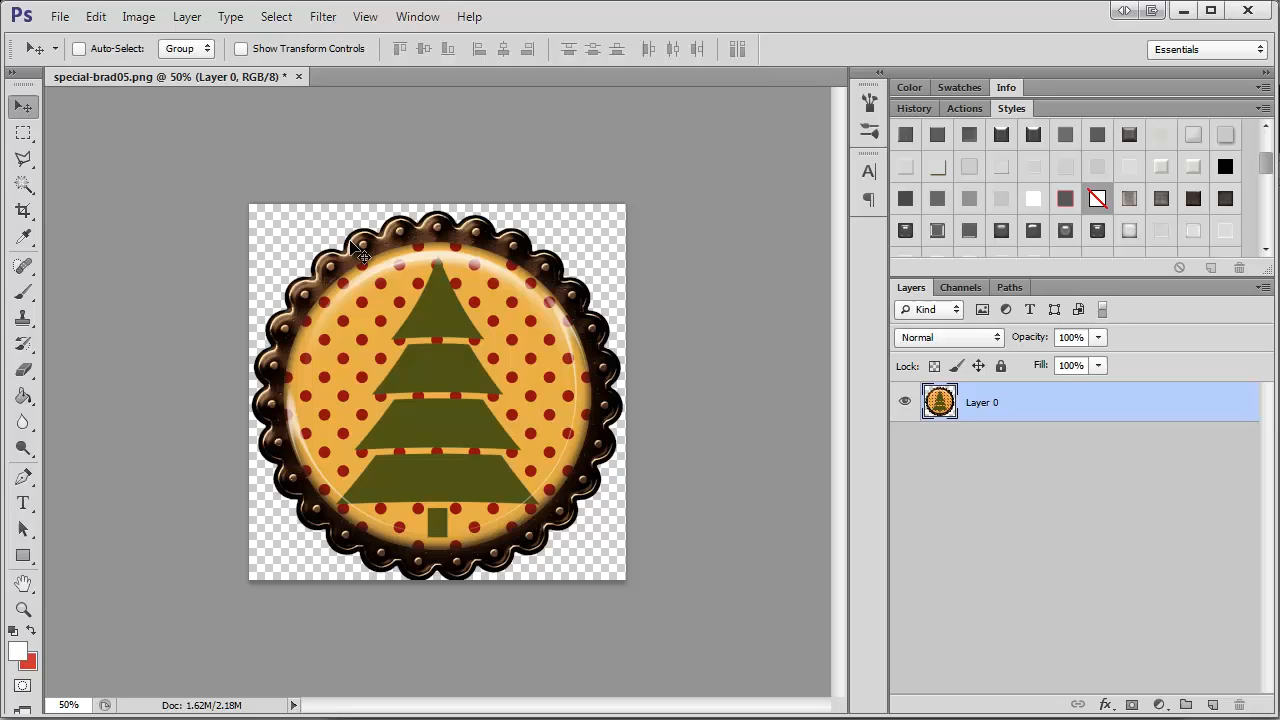 Ps File Edit Image Layer Type Select Filter View Window Help
Auto-Select: Group Show Transform Controls Essentials
special-brad05.png @ 50% (Layer 0, RGB/8) * ×
Color Swatches Info
History Actions Styles
A
T
Layers Channels Paths
Kind T
Normal Opacity: 100%
Lock: Fill: 100%
Layer 0
50% Doc: 1.62M/2.18M
fx